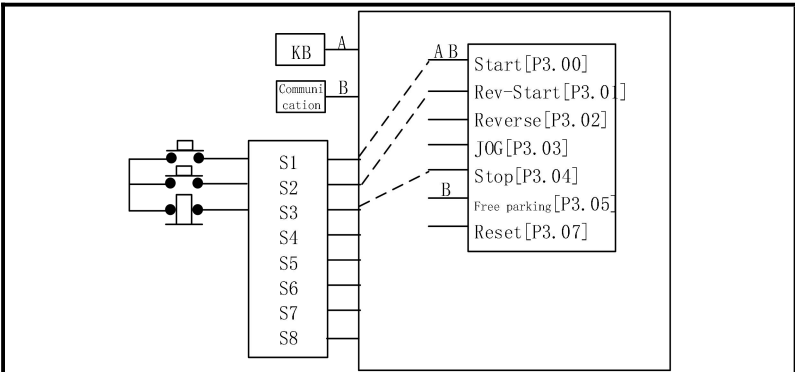 KB
A
Communi
cation
B
A B
Start[P3.00]
Rev-Start[P3.01]
Reverse[P3.02]
JOG[P3.03]
Stop[P3.04]
B
Free parking[P3.05]
Reset[P3.07]
S1
S2
S3
S4
S5
S6
S7
S8